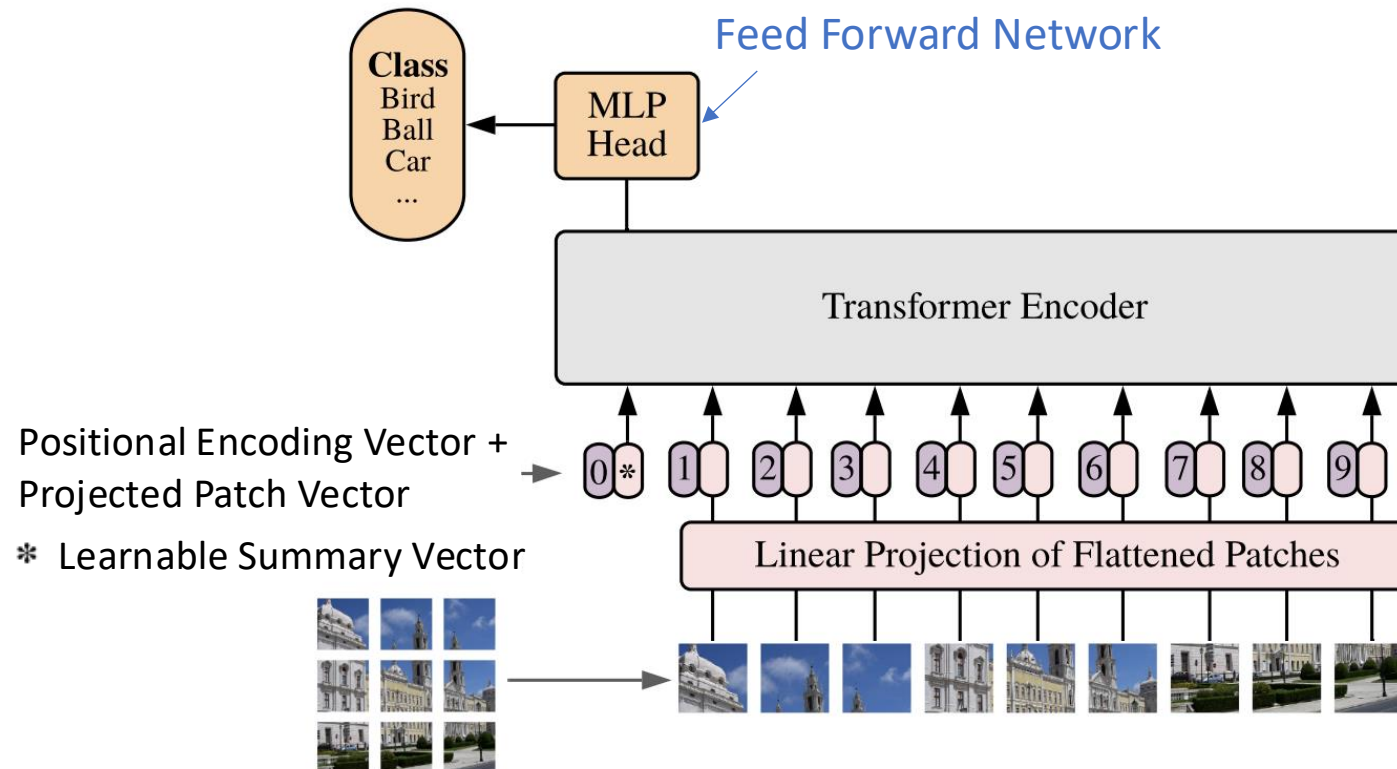 Feed Forward Network
Class
Bird
Ball
Car
...
MLP
Head
Transformer Encoder
Positional Encoding Vector +
Projected Patch Vector
0 * 1 2 3 4 5 6 7 8 9
* Learnable Summary Vector
Linear Projection of Flattened Patches